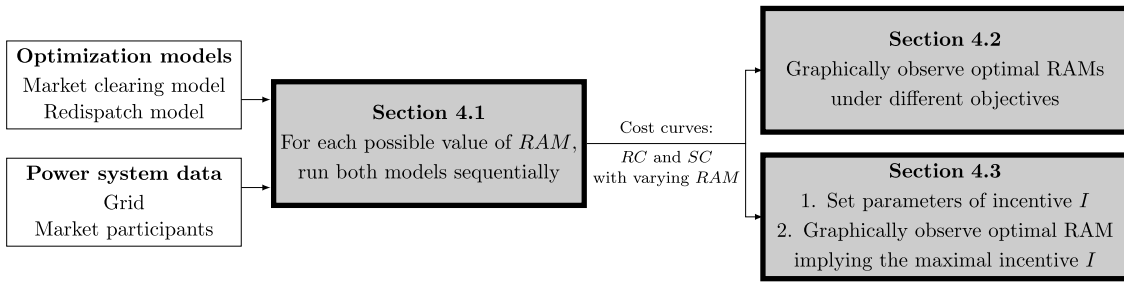 Optimization models
Market clearing model
Redispatch model
Power system data
Grid
Market participants
Section 4.1
For each possible value of RAM,
run both models sequentially
Cost curves:
RC and SC
with varying RAM
Section 4.2
Graphically observe optimal RAMs
under different objectives
Section 4.3
1. Set parameters of incentive I
2. Graphically observe optimal RAM
implying the maximal incentive I